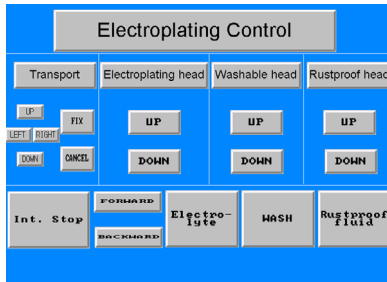 Electroplating Control
Transport
Electroplating head
Washable head
Rustproof head
UP
LEFT
RIGHT
DOWN
FIX
CANCEL
UP
DOWN
UP
DOWN
UP
DOWN
Int. Stop
FORWARD
BACKWARD
Electro-
lyte
WASH
Rustproof
fluid